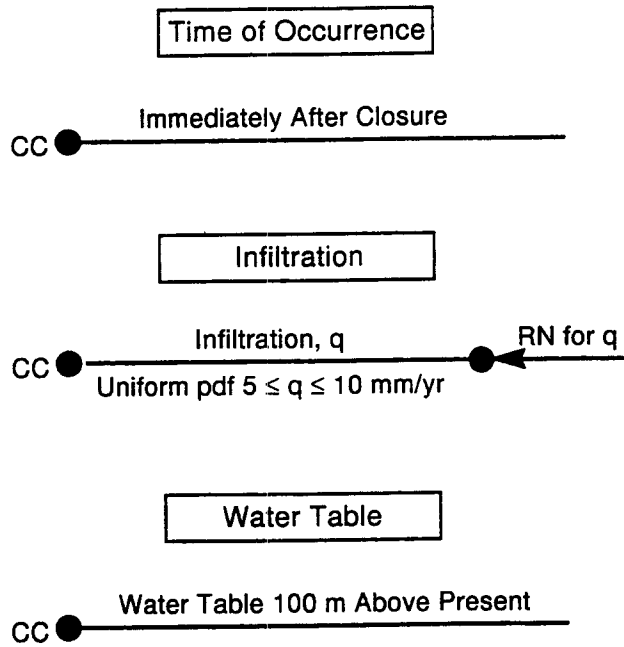 Time of Occurrence
Immediately After Closure
CC
Infiltration
Infiltration, q
RN for q
CC
Uniform pdf 5 ≤ q ≤ 10 mm/yr
Water Table
Water Table 100 m Above Present
CC